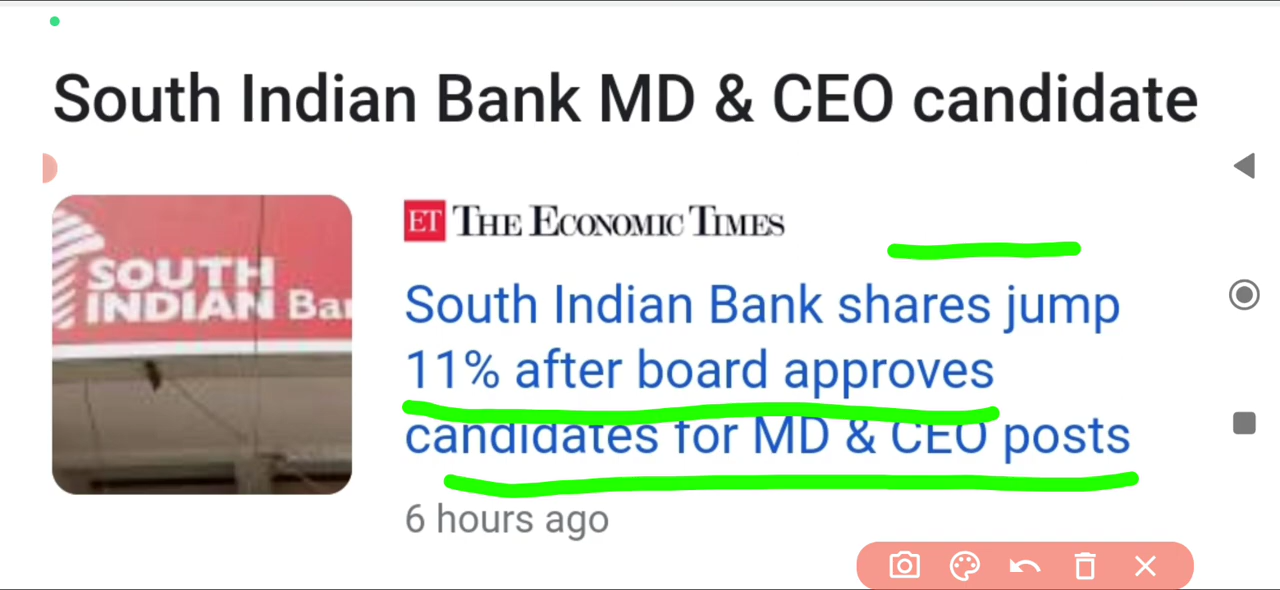 South Indian Bank MD & CEO candidate
SOUTH
INDIAN Ba
ET THE ECONOMIC TIMES
South Indian Bank shares jump
11% after board approves
candidates for MD & CEO posts
6 hours ago